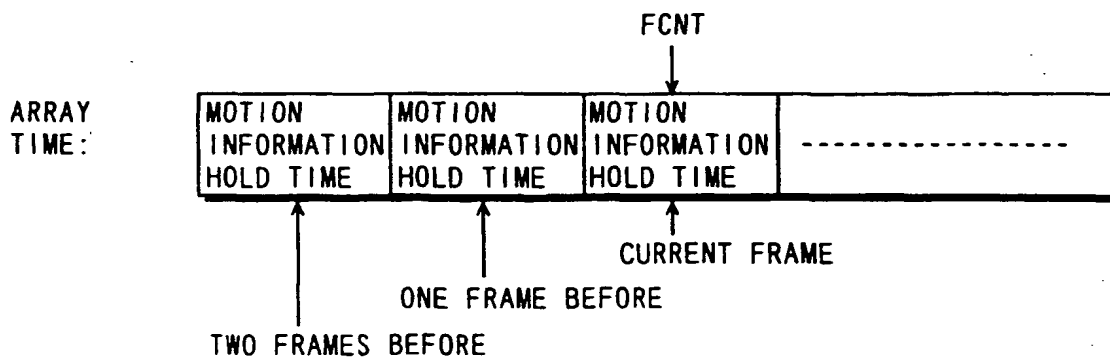 FCNT
ARRAY TIME:
MOTION INFORMATION HOLD TIME
MOTION INFORMATION HOLD TIME
MOTION INFORMATION HOLD TIME
CURRENT FRAME
ONE FRAME BEFORE
TWO FRAMES BEFORE